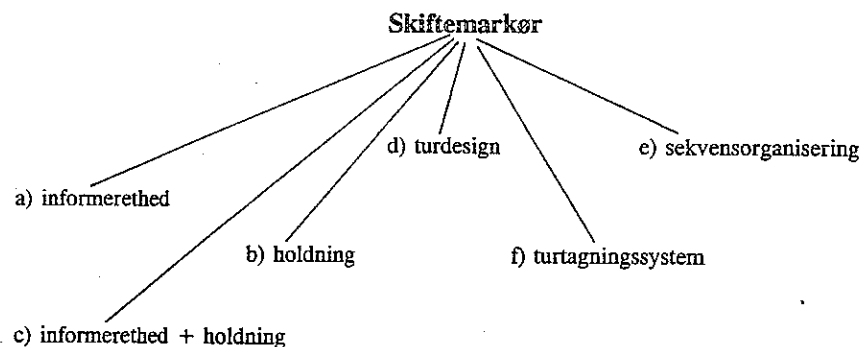 Skiftemarkør
d) turdesign
e) sekvensorganisering
a) informerethed
b) holdning
f) turtagningssystem
c) informerethed + holdning